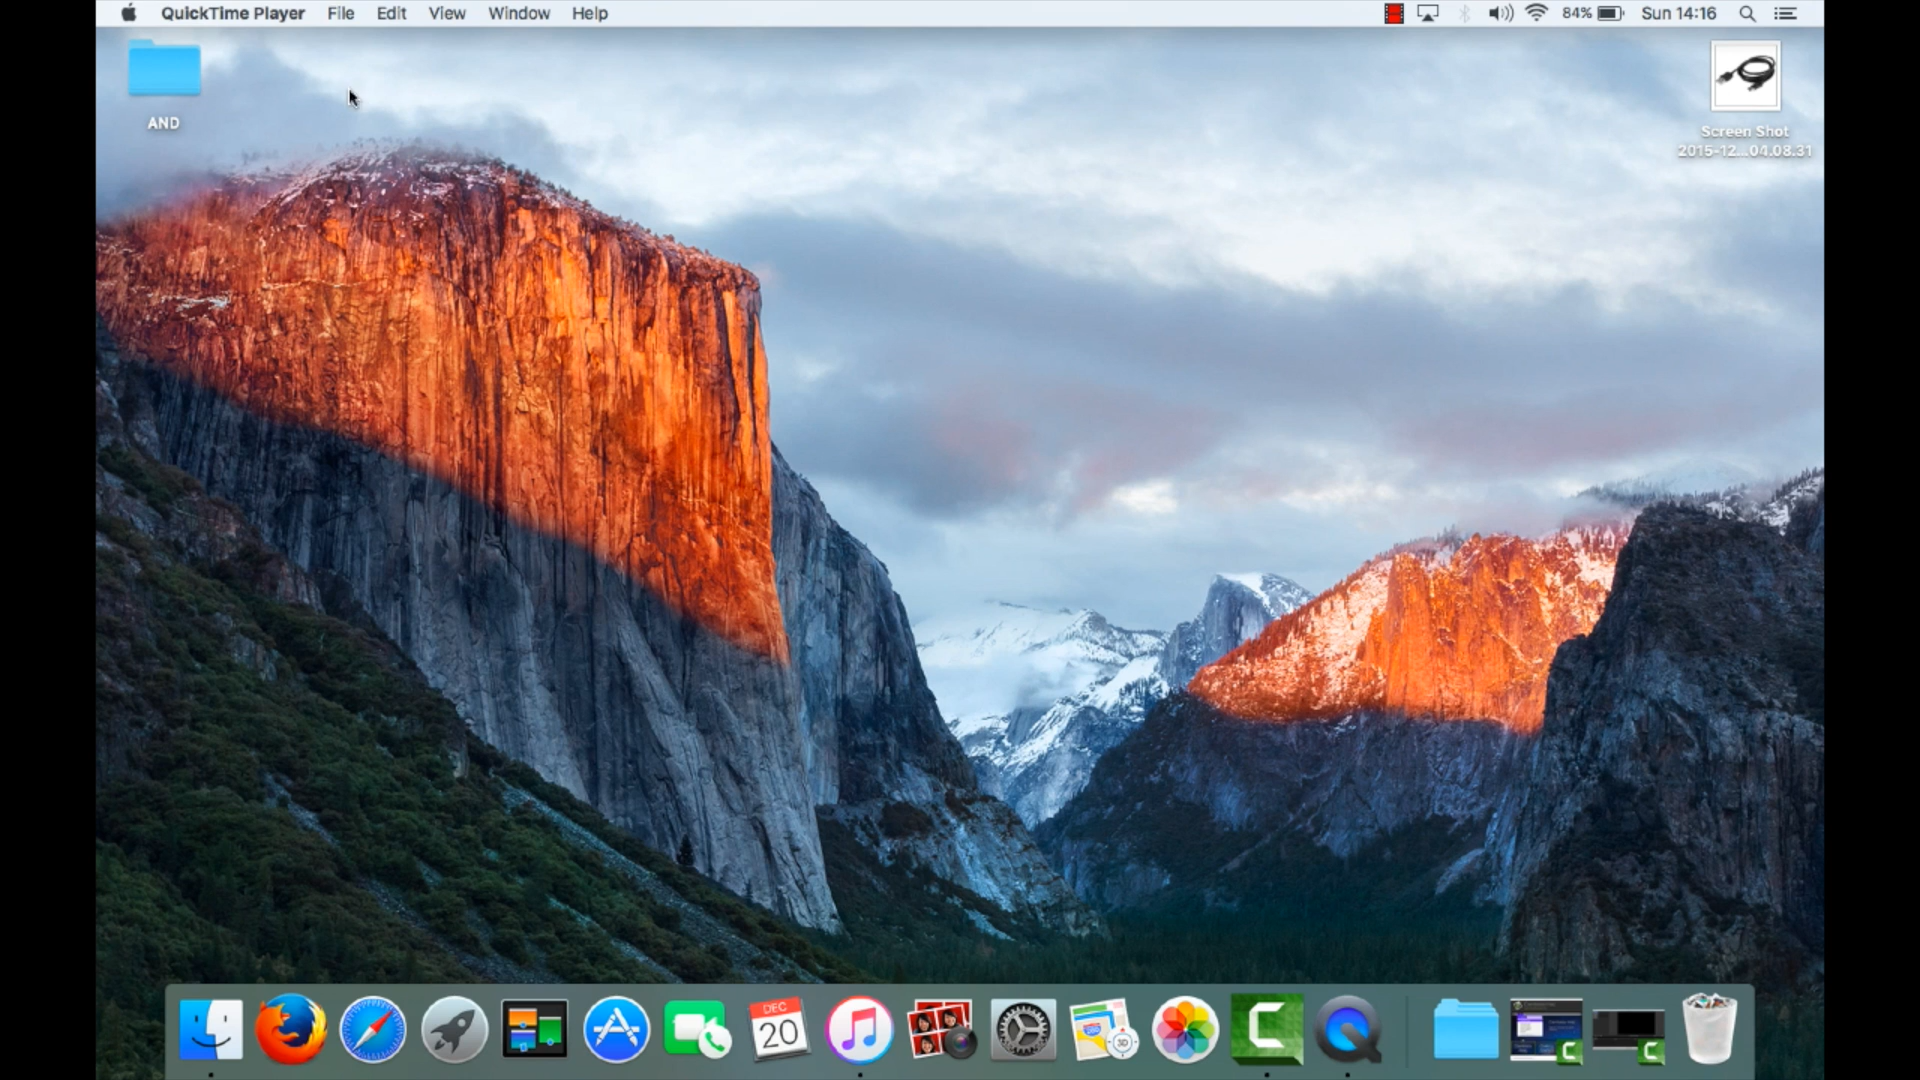 QuickTime Player File Edit View Window Help 84% Sun 14:16
AND
Screen Shot
2015-12...04.08.31
DEC
20